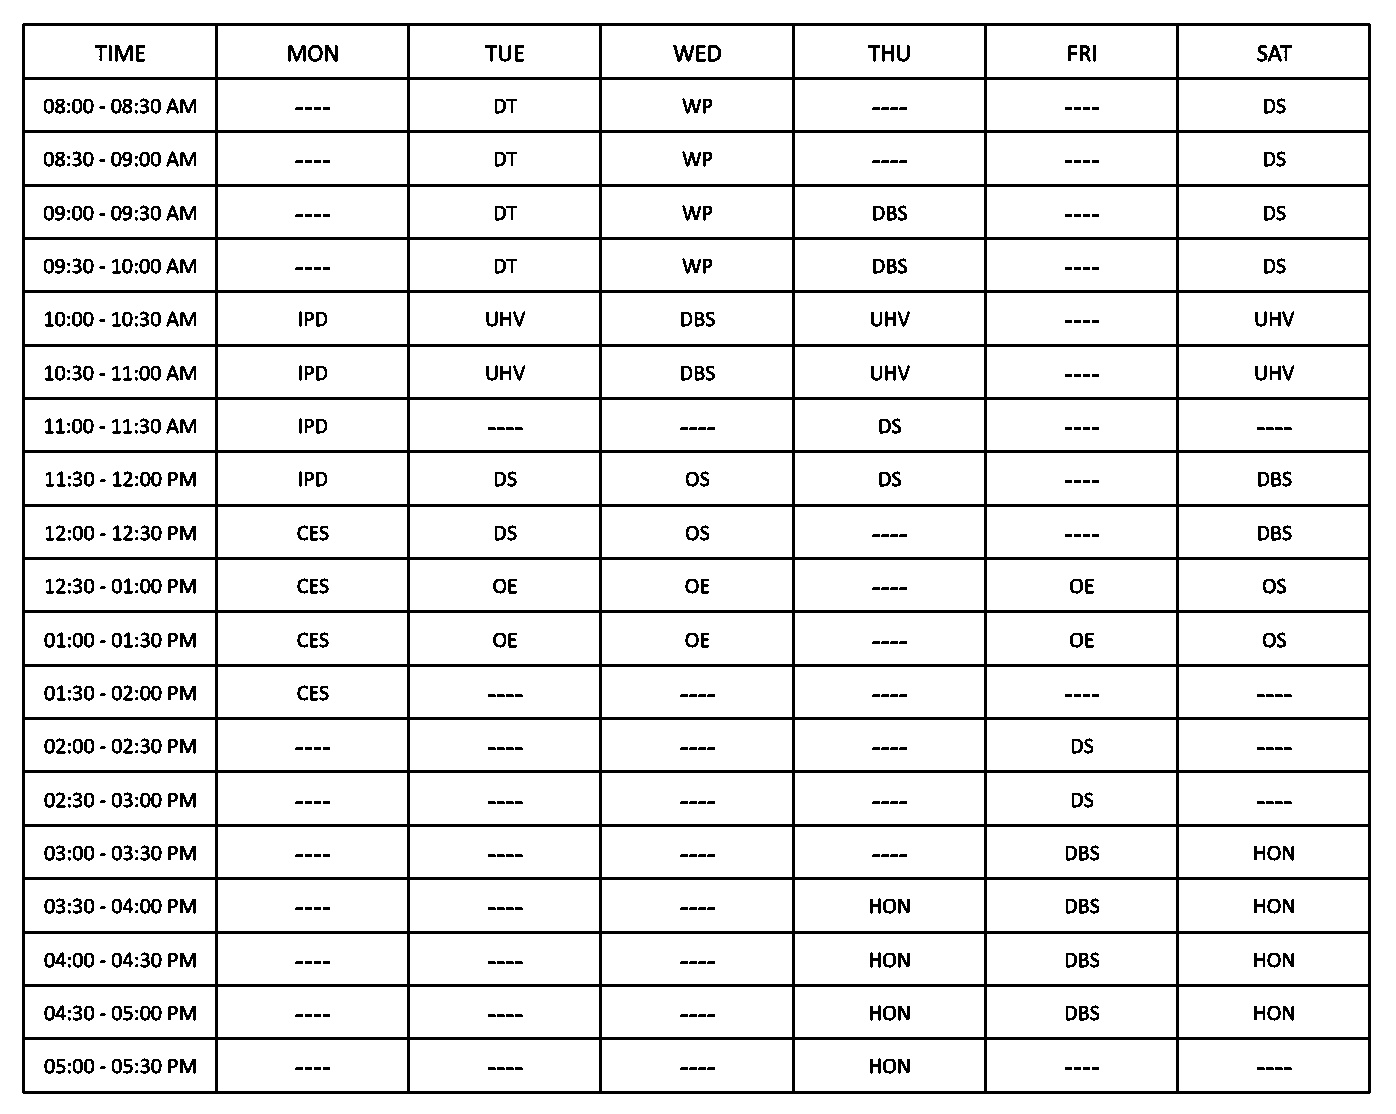 TIME MON TUE WED THU FRI SAT
08:00 - 08:30 AM ---- DT WP ---- ---- DS
08:30 - 09:00 AM ---- DT WP ---- ---- DS
09:00 - 09:30 AM ---- DT WP DBS ---- DS
09:30 - 10:00 AM ---- DT WP DBS ---- DS
10:00 - 10:30 AM IPD UHV DBS UHV ---- UHV
10:30 - 11:00 AM IPD UHV DBS UHV ---- UHV
11:00 - 11:30 AM IPD ---- ---- DS ---- ----
11:30 - 12:00 PM IPD DS OS DS ---- DBS
12:00 - 12:30 PM CES DS OS ---- ---- DBS
12:30 - 01:00 PM CES OE OE ---- OE OS
01:00 - 01:30 PM CES OE OE ---- OE OS
01:30 - 02:00 PM CES ---- ---- ---- ---- ----
02:00 - 02:30 PM ---- ---- ---- ---- DS ----
02:30 - 03:00 PM ---- ---- ---- ---- DS ----
03:00 - 03:30 PM ---- ---- ---- ---- DBS HON
03:30 - 04:00 PM ---- ---- ---- HON DBS HON
04:00 - 04:30 PM ---- ---- ---- HON DBS HON
04:30 - 05:00 PM ---- ---- ---- HON DBS HON
05:00 - 05:30 PM ---- ---- ---- HON ---- ----